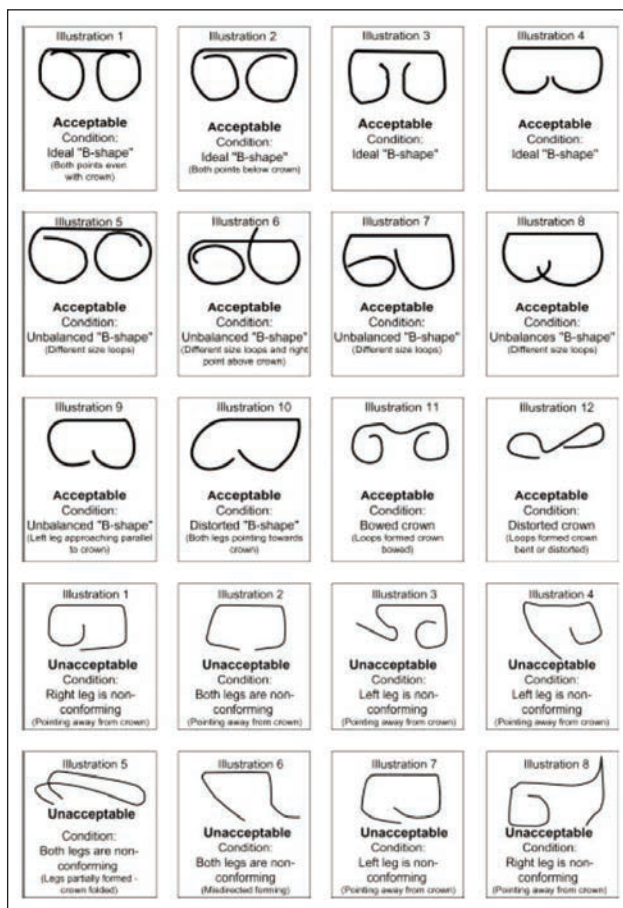 Illustration 1
Acceptable
Condition:
Ideal "B-shape"
(Both points even
with crown)
Illustration 2
Acceptable
Condition:
Ideal "B-shape"
(Both points below crown)
Illustration 3
Acceptable
Condition:
Ideal "B-shape"
Illustration 4
Acceptable
Condition:
Ideal "B-shape"
Illustration 5
Acceptable
Condition:
Unbalanced "B-shape"
(Different size loops)
Illustration 6
Acceptable
Condition:
Unbalanced "B-shape"
(Different size loops and right
point above crown)
Illustration 7
Acceptable
Condition:
Unbalanced "B-shape"
(Different size loops)
Illustration 8
Acceptable
Condition:
Unbalances "B-shape"
(Different size loops)
Illustration 9
Acceptable
Condition:
Unbalanced "B-shape"
(Left leg approaching parallel
to crown)
Illustration 10
Acceptable
Condition:
Distorted "B-shape"
(Both legs pointing towards
crown)
Illustration 11
Acceptable
Condition:
Bowed crown
(Loops formed crown
bowed)
Illustration 12
Acceptable
Condition:
Distorted crown
(Loops formed crown
bent or distorted)
Illustration 1
Unacceptable
Condition:
Right leg is non-
conforming
(Pointing away from crown)
Illustration 2
Unacceptable
Condition:
Both legs are non-
conforming
(Pointing away from crown)
Illustration 3
Unacceptable
Condition:
Left leg is non-
conforming
(Pointing away from crown)
Illustration 4
Unacceptable
Condition:
Left leg is non-
conforming
(Pointing away from crown)
Illustration 5
Unacceptable
Condition:
Both legs are non-
conforming
(Legs partially formed -
crown folded)
Illustration 6
Unacceptable
Condition:
Both legs are non-
conforming
(Misdirected forming)
Illustration 7
Unacceptable
Condition:
Left leg is non-
conforming
(Pointing away from crown)
Illustration 8
Unacceptable
Condition:
Right leg is non-
conforming
(Pointing away from crown)